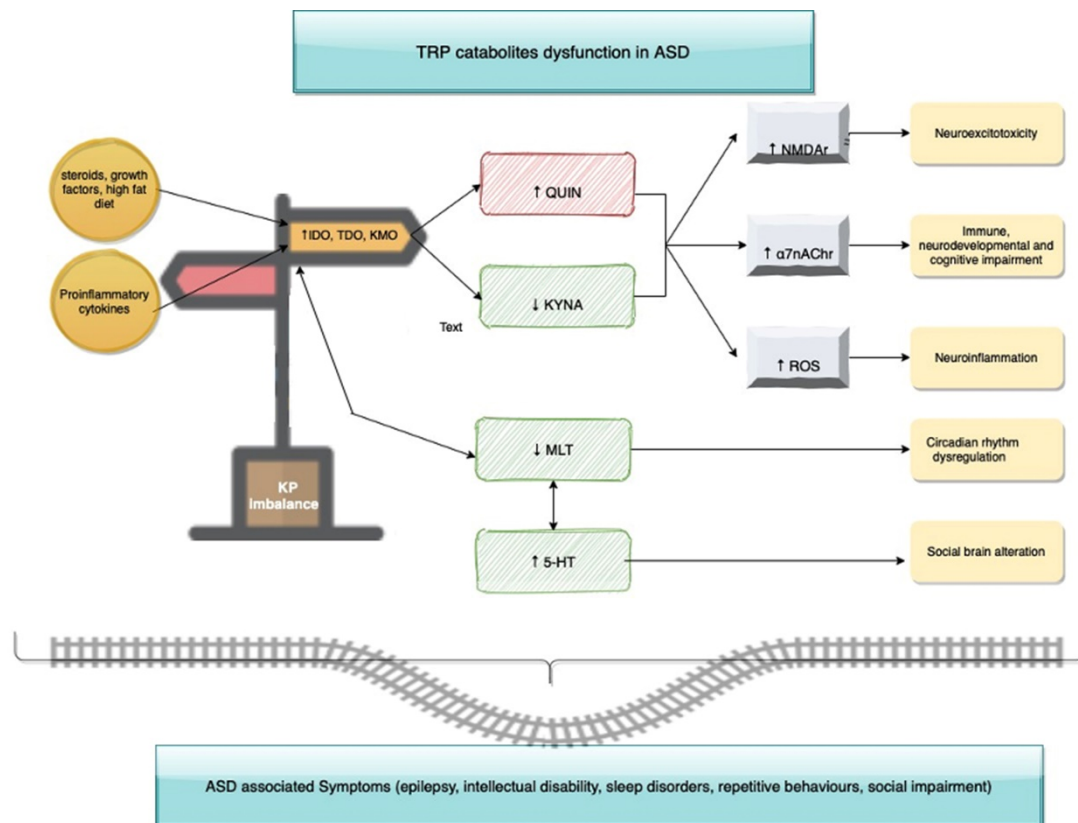 TRP catabolites dysfunction in ASD
steroids, growth
factors, high fat
diet
Proinflammatory
cytokines
↑IDO, TDO, KMO
KP
Imbalance
↑ QUIN
↓ KYNA
Text
↓ MLT
↑ 5-HT
↑ NMDAr
↑ α7nAChr
↑ ROS
Neuroexcitotoxicity
Immune,
neurodevelopmental and
cognitive impairment
Neuroinflammation
Circadian rhythm
dysregulation
Social brain alteration
ASD associated Symptoms (epilepsy, intellectual disability, sleep disorders, repetitive behaviours, social impairment)